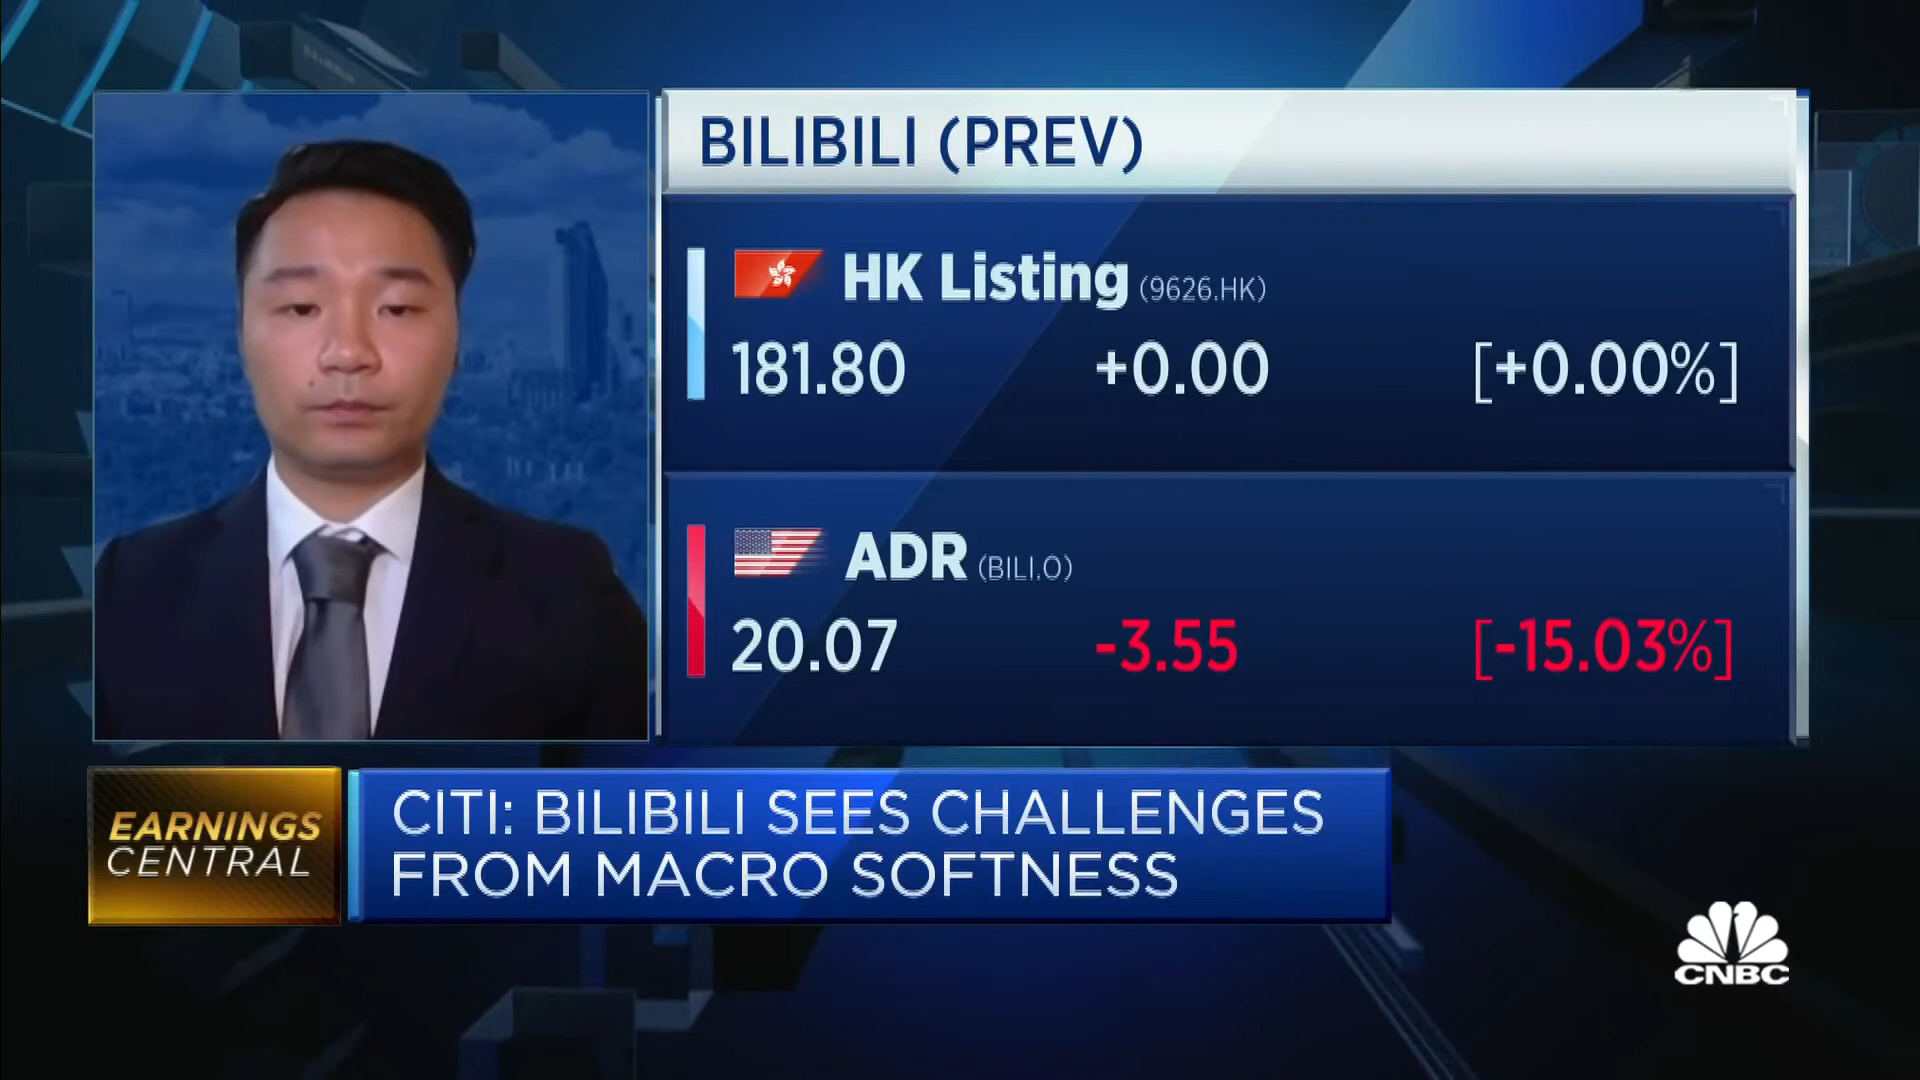 BILIBILI (PREV)
HK Listing (9626.HK)
181.80 +0.00 [+0.00%]
ADR (BILI.O)
20.07 -3.55 [-15.03%]
EARNINGS
CENTRAL
CITI: BILIBILI SEES CHALLENGES
FROM MACRO SOFTNESS
CNBC